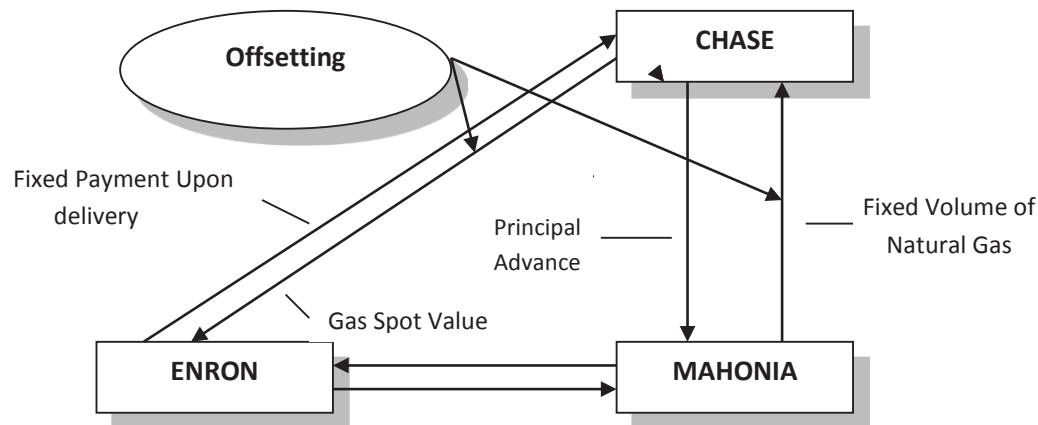 Offsetting
CHASE
Fixed Payment Upon
delivery
Principal
Advance
Fixed Volume of
Natural Gas
Gas Spot Value
ENRON
MAHONIA